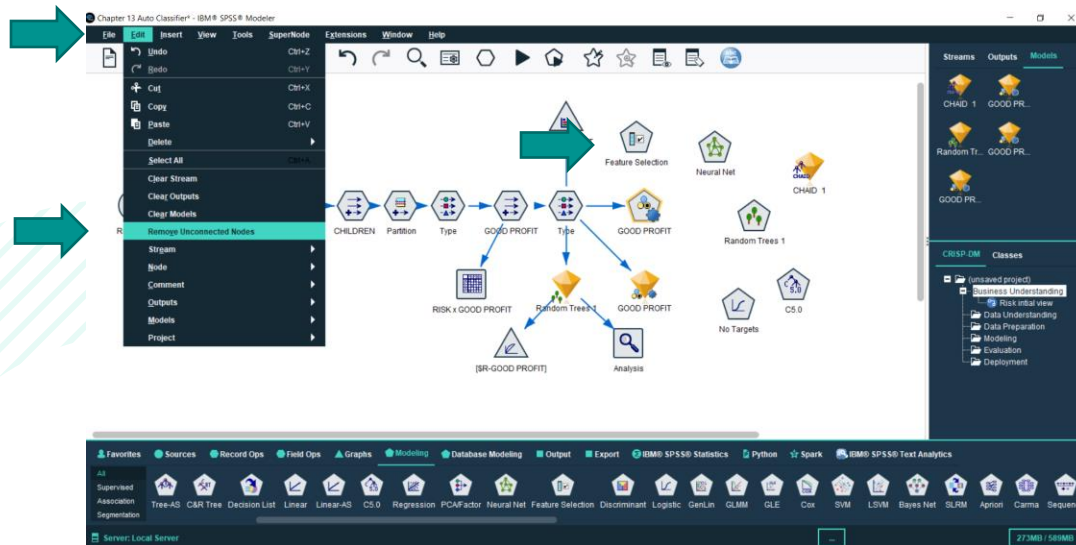 Chapter 13 Auto Classifier* - IBM® SPSS® Modeler
File Edit Insert View Tools SuperNode Extensions Window Help
Undo Ctrl+Z
Redo Ctrl+Y
Cut Ctrl+X
Copy Ctrl+C
Paste Ctrl+V
Delete
Select All Ctrl+A
Clear Stream
Clear Outputs
Clear Models
Remove Unconnected Nodes
Stream
Node
Comment
Outputs
Models
Project
Feature Selection
Neural Net
CHAID 1
R
CHILDREN Partition Type GOOD PROFIT Type GOOD PROFIT
Random Trees 1
RISK x GOOD PROFIT Random Trees 1 GOOD PROFIT
No Targets
C5.0
[$R-GOOD PROFIT] Analysis
Streams Outputs Models
CHAID 1 GOOD PR...
Random Tr... GOOD PR...
GOOD PR...
CRISP-DM Classes
(unsaved project)
Business Understanding
Risk intial view
Data Understanding
Data Preparation
Modeling
Evaluation
Deployment
Favorites Sources Record Ops Field Ops Graphs Modeling Database Modeling Output Export IBM® SPSS® Statistics Python Spark IBM® SPSS® Text Analytics
All
Supervised
Association
Segmentation
Tree-AS C&R Tree Decision List Linear Linear-AS C5.0 Regression PCA/Factor Neural Net Feature Selection Discriminant Logistic GenLin GLMM GLE Cox SVM LSVM Bayes Net SLRM Apriori Carma Sequen
Server: Local Server
...
273MB / 589MB